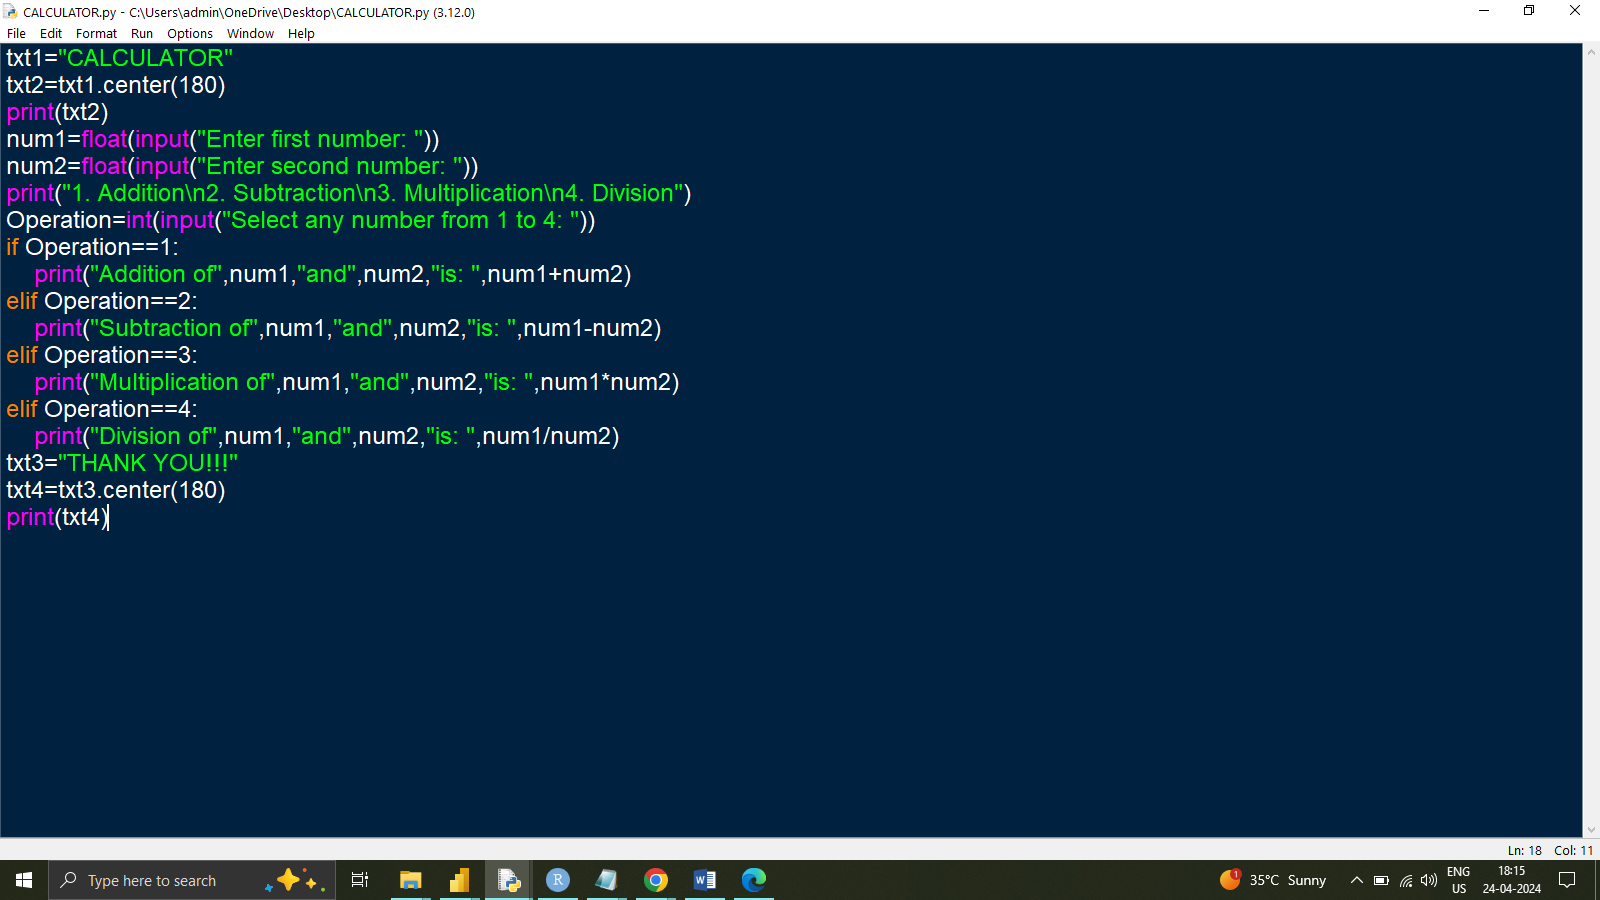 CALCULATOR.py - C:\Users\admin\OneDrive\Desktop\CALCULATOR.py (3.12.0)
File Edit Format Run Options Window Help
txt1="CALCULATOR"
txt2=txt1.center(180)
print(txt2)
num1=float(input("Enter first number: "))
num2=float(input("Enter second number: "))
print("1. Addition\n2. Subtraction\n3. Multiplication\n4. Division")
Operation=int(input("Select any number from 1 to 4: "))
if Operation==1:
    print("Addition of",num1,"and",num2,"is: ",num1+num2)
elif Operation==2:
    print("Subtraction of",num1,"and",num2,"is: ",num1-num2)
elif Operation==3:
    print("Multiplication of",num1,"and",num2,"is: ",num1*num2)
elif Operation==4:
    print("Division of",num1,"and",num2,"is: ",num1/num2)
txt3="THANK YOU!!!"
txt4=txt3.center(180)
print(txt4)
Ln: 18 Col: 11
Type here to search
R
W
1
35°C Sunny
ENG
US
18:15
24-04-2024